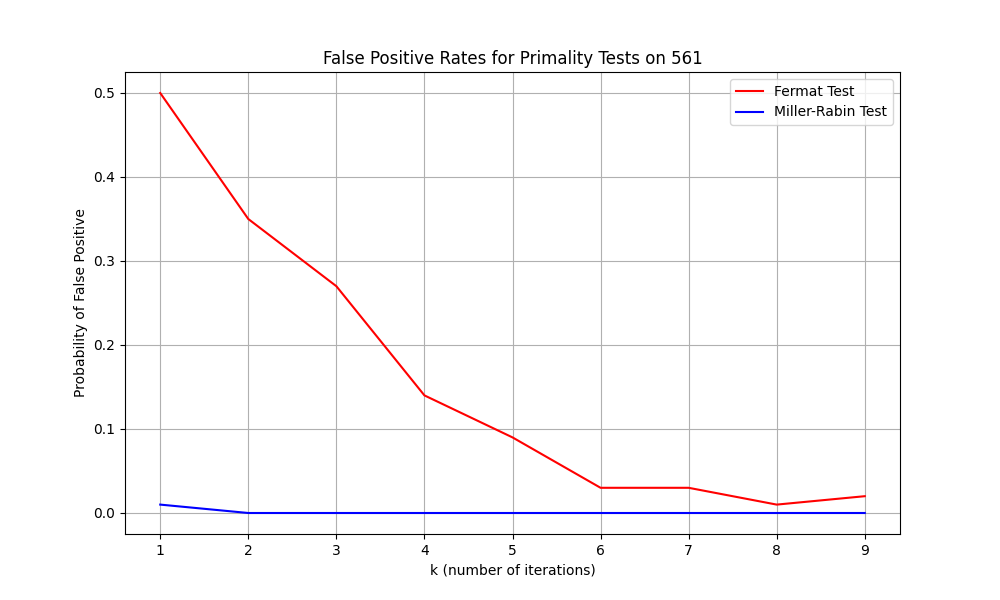 False Positive Rates for Primality Tests on 561
Fermat Test
Miller-Rabin Test
Probability of False Positive
0.5
0.4
0.3
0.2
0.1
0.0
1 2 3 4 5 6 7 8 9
k (number of iterations)